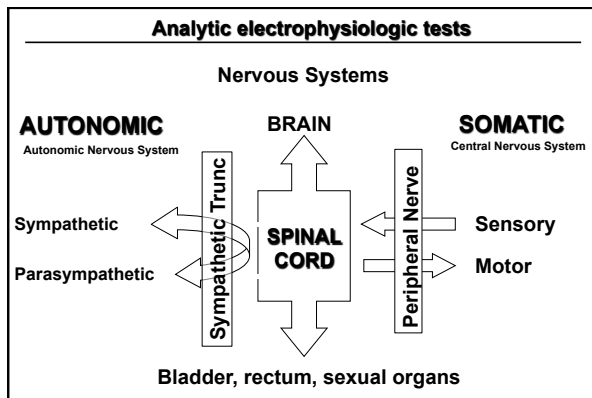 Analytic electrophysiologic tests
Nervous Systems
AUTONOMIC
Autonomic Nervous System
BRAIN
SOMATIC
Central Nervous System
Sympathetic
Parasympathetic
Sympathetic Trunc
SPINAL
CORD
Peripheral Nerve
Sensory
Motor
Bladder, rectum, sexual organs